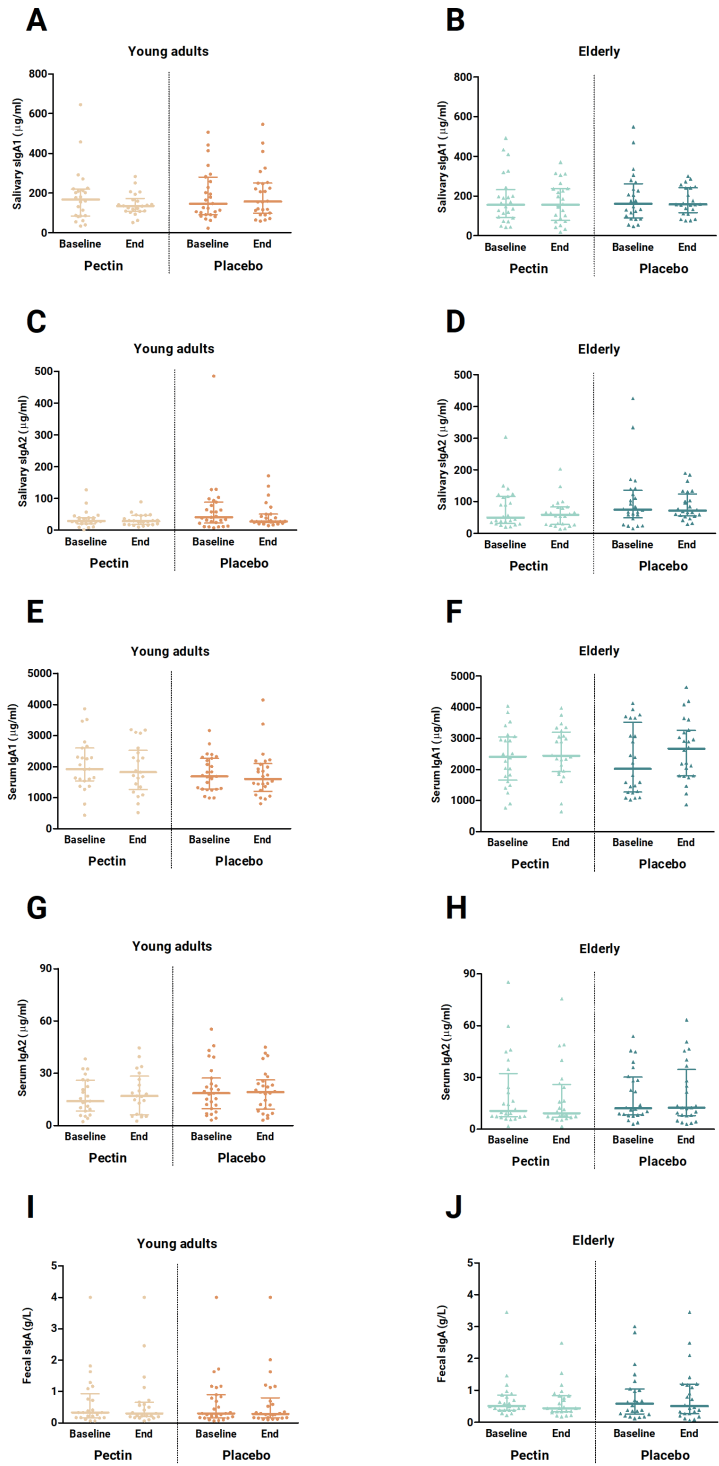 A
Young adults
Salivary sIgA1 (μg/ml)
800
600
400
200
0
Baseline End Baseline End
Pectin Placebo
B
Elderly
Salivary sIgA1 (μg/ml)
800
600
400
200
0
Baseline End Baseline End
Pectin Placebo
C
Young adults
Salivary sIgA2 (μg/ml)
500
400
300
200
100
0
Baseline End Baseline End
Pectin Placebo
D
Elderly
Salivary sIgA2 (μg/ml)
500
400
300
200
100
0
Baseline End Baseline End
Pectin Placebo
E
Young adults
Serum IgA1 (μg/ml)
5000
4000
3000
2000
1000
0
Baseline End Baseline End
Pectin Placebo
F
Elderly
Serum IgA1 (μg/ml)
5000
4000
3000
2000
1000
0
Baseline End Baseline End
Pectin Placebo
G
Young adults
Serum IgA2 (μg/ml)
90
60
30
0
Baseline End Baseline End
Pectin Placebo
H
Elderly
Serum IgA2 (μg/ml)
90
60
30
0
Baseline End Baseline End
Pectin Placebo
I
Young adults
Fecal sIgA (g/L)
5
4
3
2
1
0
Baseline End Baseline End
Pectin Placebo
J
Elderly
Fecal sIgA (g/L)
5
4
3
2
1
0
Baseline End Baseline End
Pectin Placebo